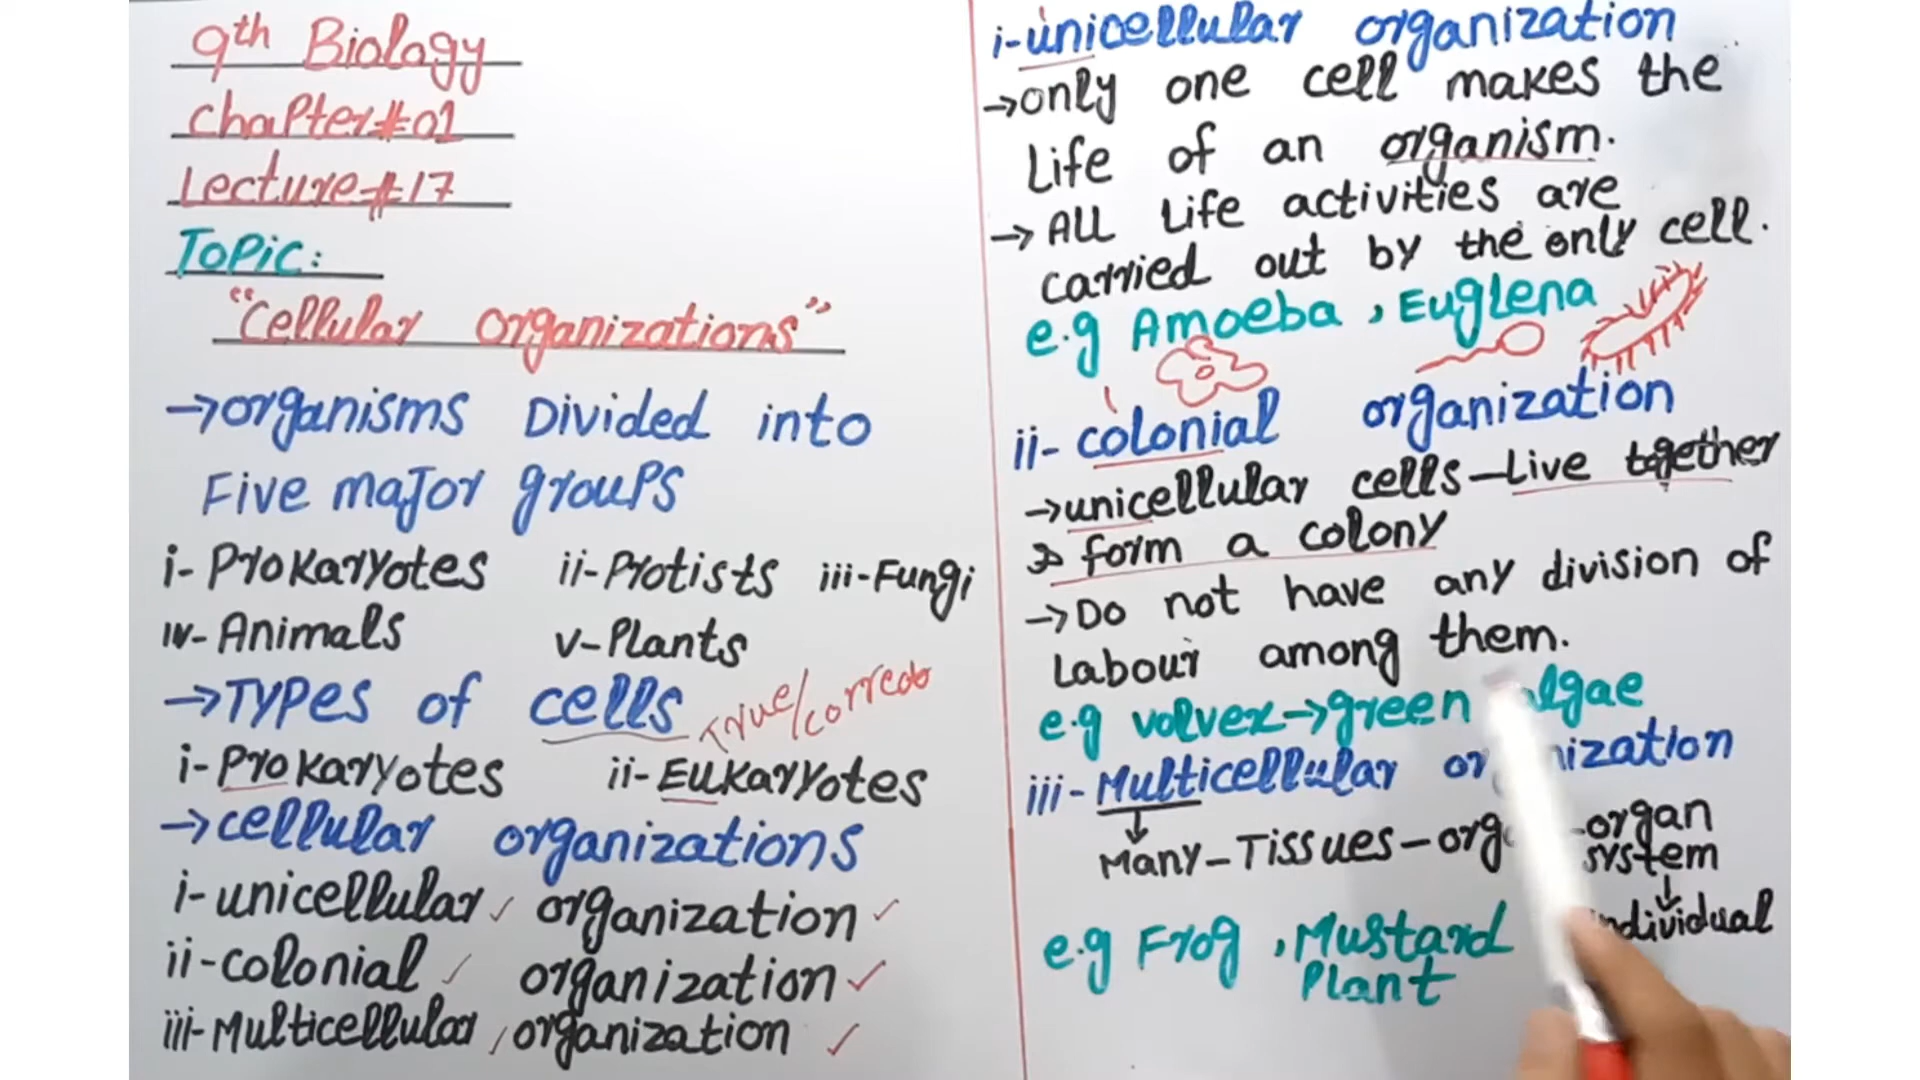 9th Biology
Chapter#01
Lecture#17
Topic:
"Cellular organizations"
→organisms Divided into
Five major groups
i-Prokaryotes ii-Protists iii-Fungi
iv-Animals v-Plants
→Types of cells True/correct
i-Prokaryotes ii-Eukaryotes
→cellular organizations
i-unicellular organization
ii-colonial organization
iii-Multicellular organization
i-unicellular organization
→only one cell makes the
Life of an organism.
→All Life activities are
carried out by the only cell.
e.g Amoeba, Euglena
ii-colonial organization
→unicellular cells-Live together
form a colony
→Do not have any division of
Labour among them.
e.g volvex→green algae
iii-Multicellular
Many-Tissues- -organ
system
e.g Frog, Mustard
Plant